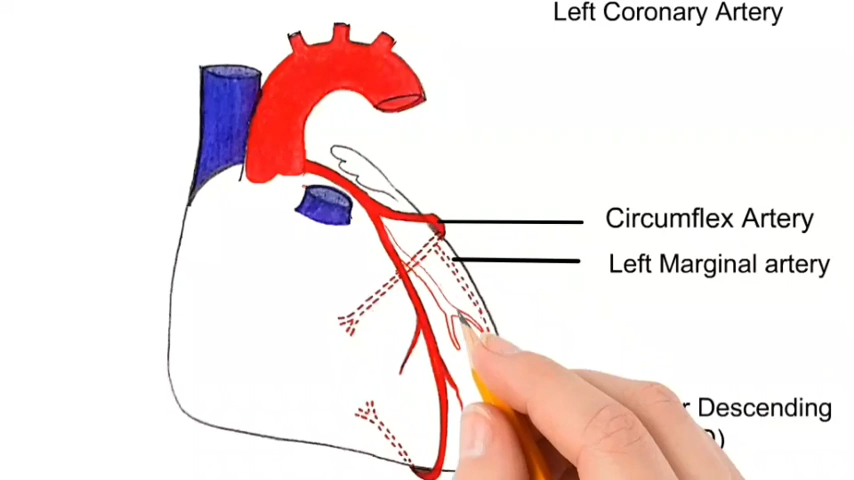 Left Coronary Artery
Circumflex Artery
Left Marginal artery
Descending